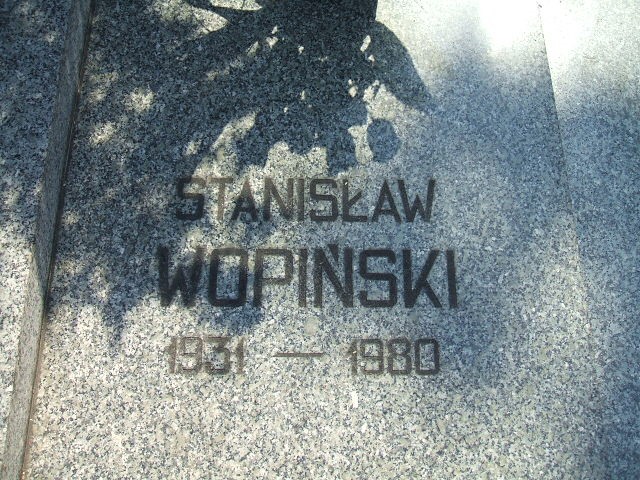 STANISŁAW
WOPIŃSKI
1931 — 1980